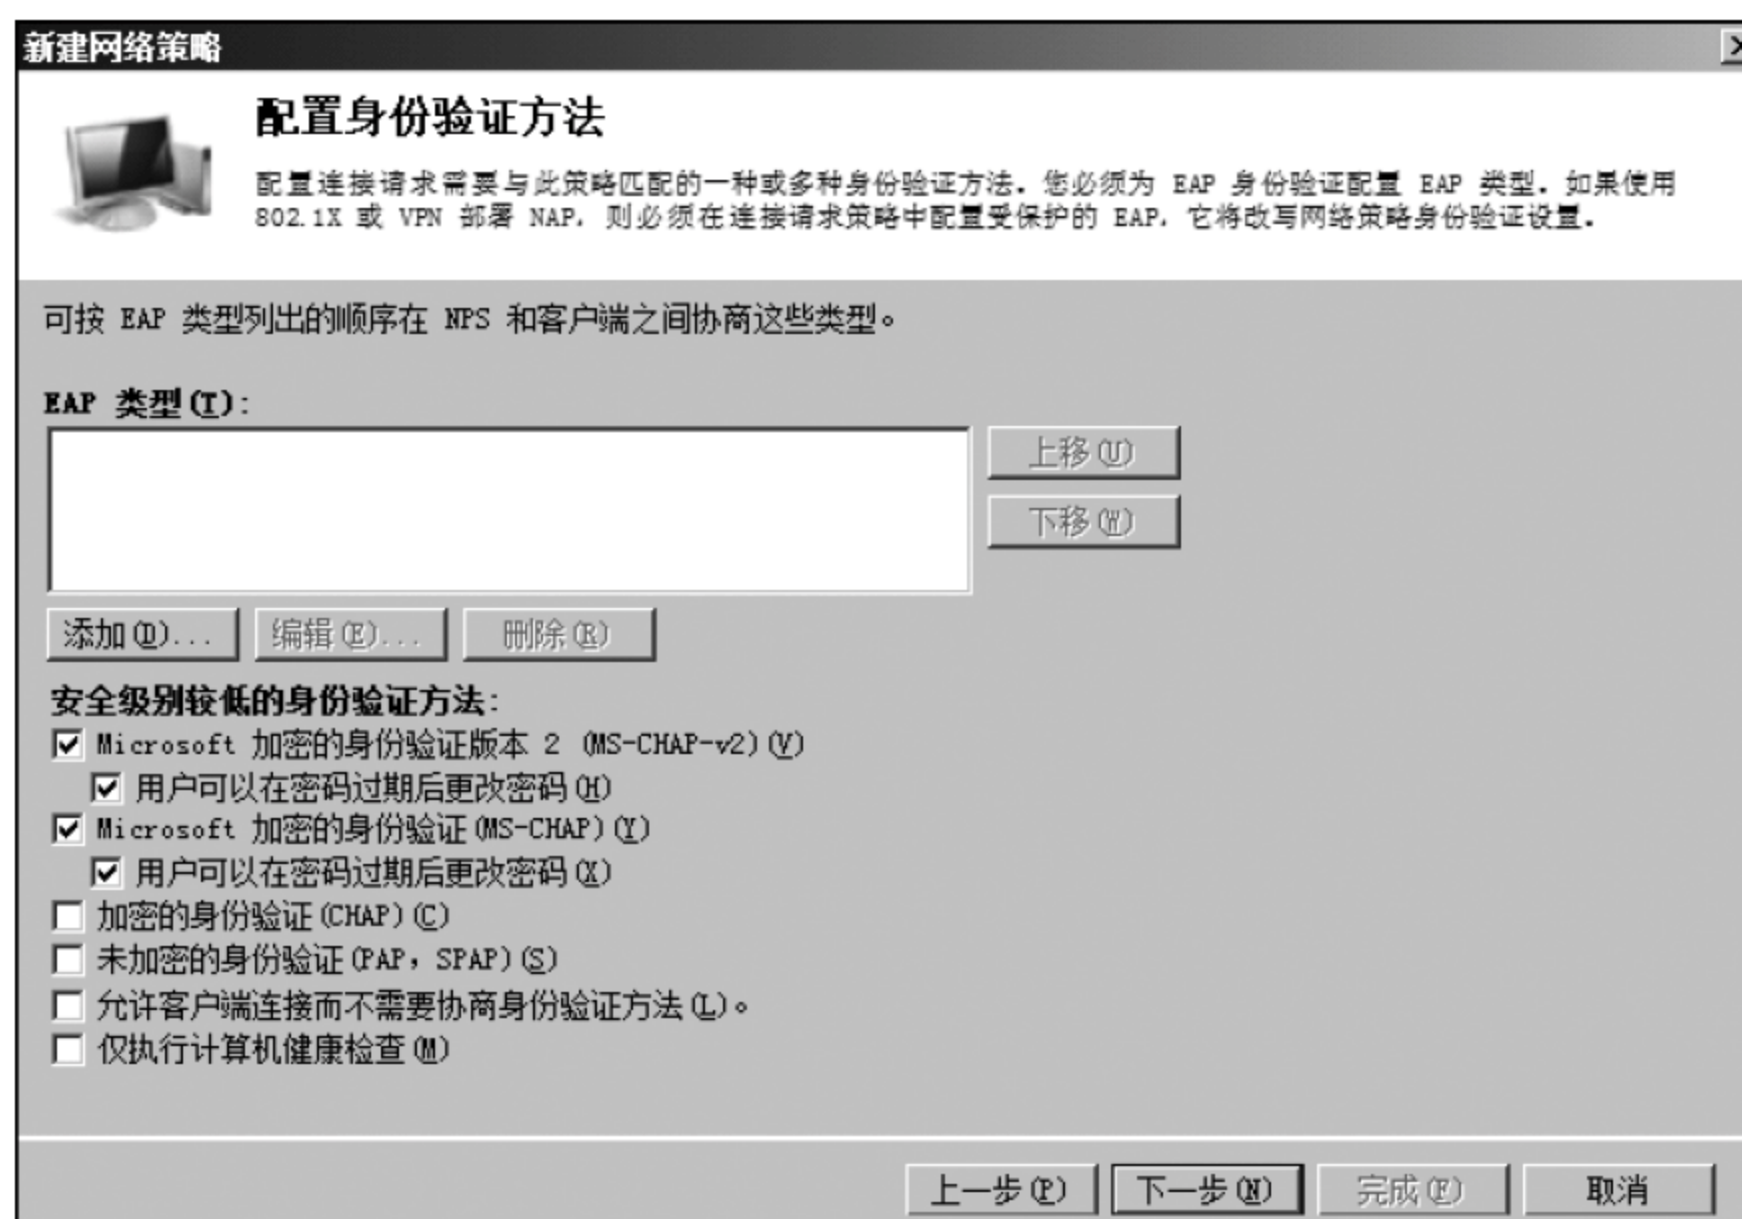 新建网络策略
配置身份验证方法
配置连接请求需要与此策略匹配的一种或多种身份验证方法。您必须为 EAP 身份验证配置 EAP 类型。如果使用
802.1X 或 VPN 部署 NAP，则必须在连接请求策略中配置受保护的 EAP，它将改写网络策略身份验证设置。
可按 EAP 类型列出的顺序在 NPS 和客户端之间协商这些类型。
EAP 类型(T):
上移(U)
下移(W)
添加(D)... 编辑(E)... 删除(R)
安全级别较低的身份验证方法:
Microsoft 加密的身份验证版本 2 (MS-CHAP-v2)(V)
用户可以在密码过期后更改密码(H)
Microsoft 加密的身份验证(MS-CHAP)(Y)
用户可以在密码过期后更改密码(X)
加密的身份验证(CHAP)(C)
未加密的身份验证(PAP，SPAP)(S)
允许客户端连接而不需要协商身份验证方法(L)。
仅执行计算机健康检查(M)
上一步(P) 下一步(N) 完成(F) 取消